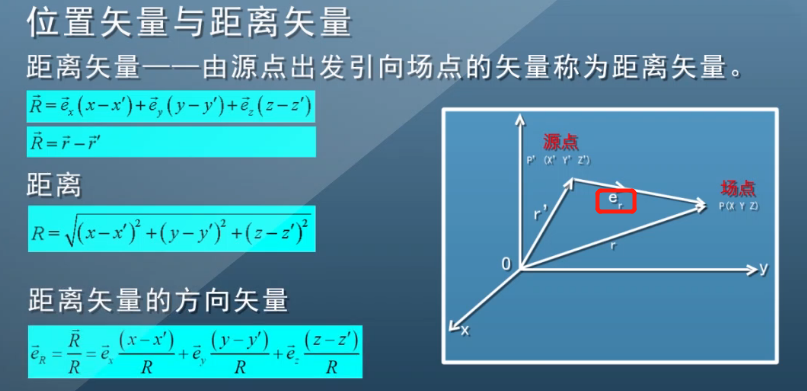 位置矢量与距离矢量
距离矢量——由源点出发引向场点的矢量称为距离矢量。
$\vec{R}=\vec{e}_x(x-x')+\vec{e}_y(y-y')+\vec{e}_z(z-z')$
$\vec{R}=\vec{r}-\vec{r}'$
距离
$R=\sqrt{(x-x')^2+(y-y')^2+(z-z')^2}$
距离矢量的方向矢量
$\vec{e}_R=\frac{\vec{R}}{R}=\vec{e}_x\frac{(x-x')}{R}+\vec{e}_y\frac{(y-y')}{R}+\vec{e}_z\frac{(z-z')}{R}$
源点
P' (X' Y' Z')
场点
P(X Y Z)
e_r
r'
r
0
y
x